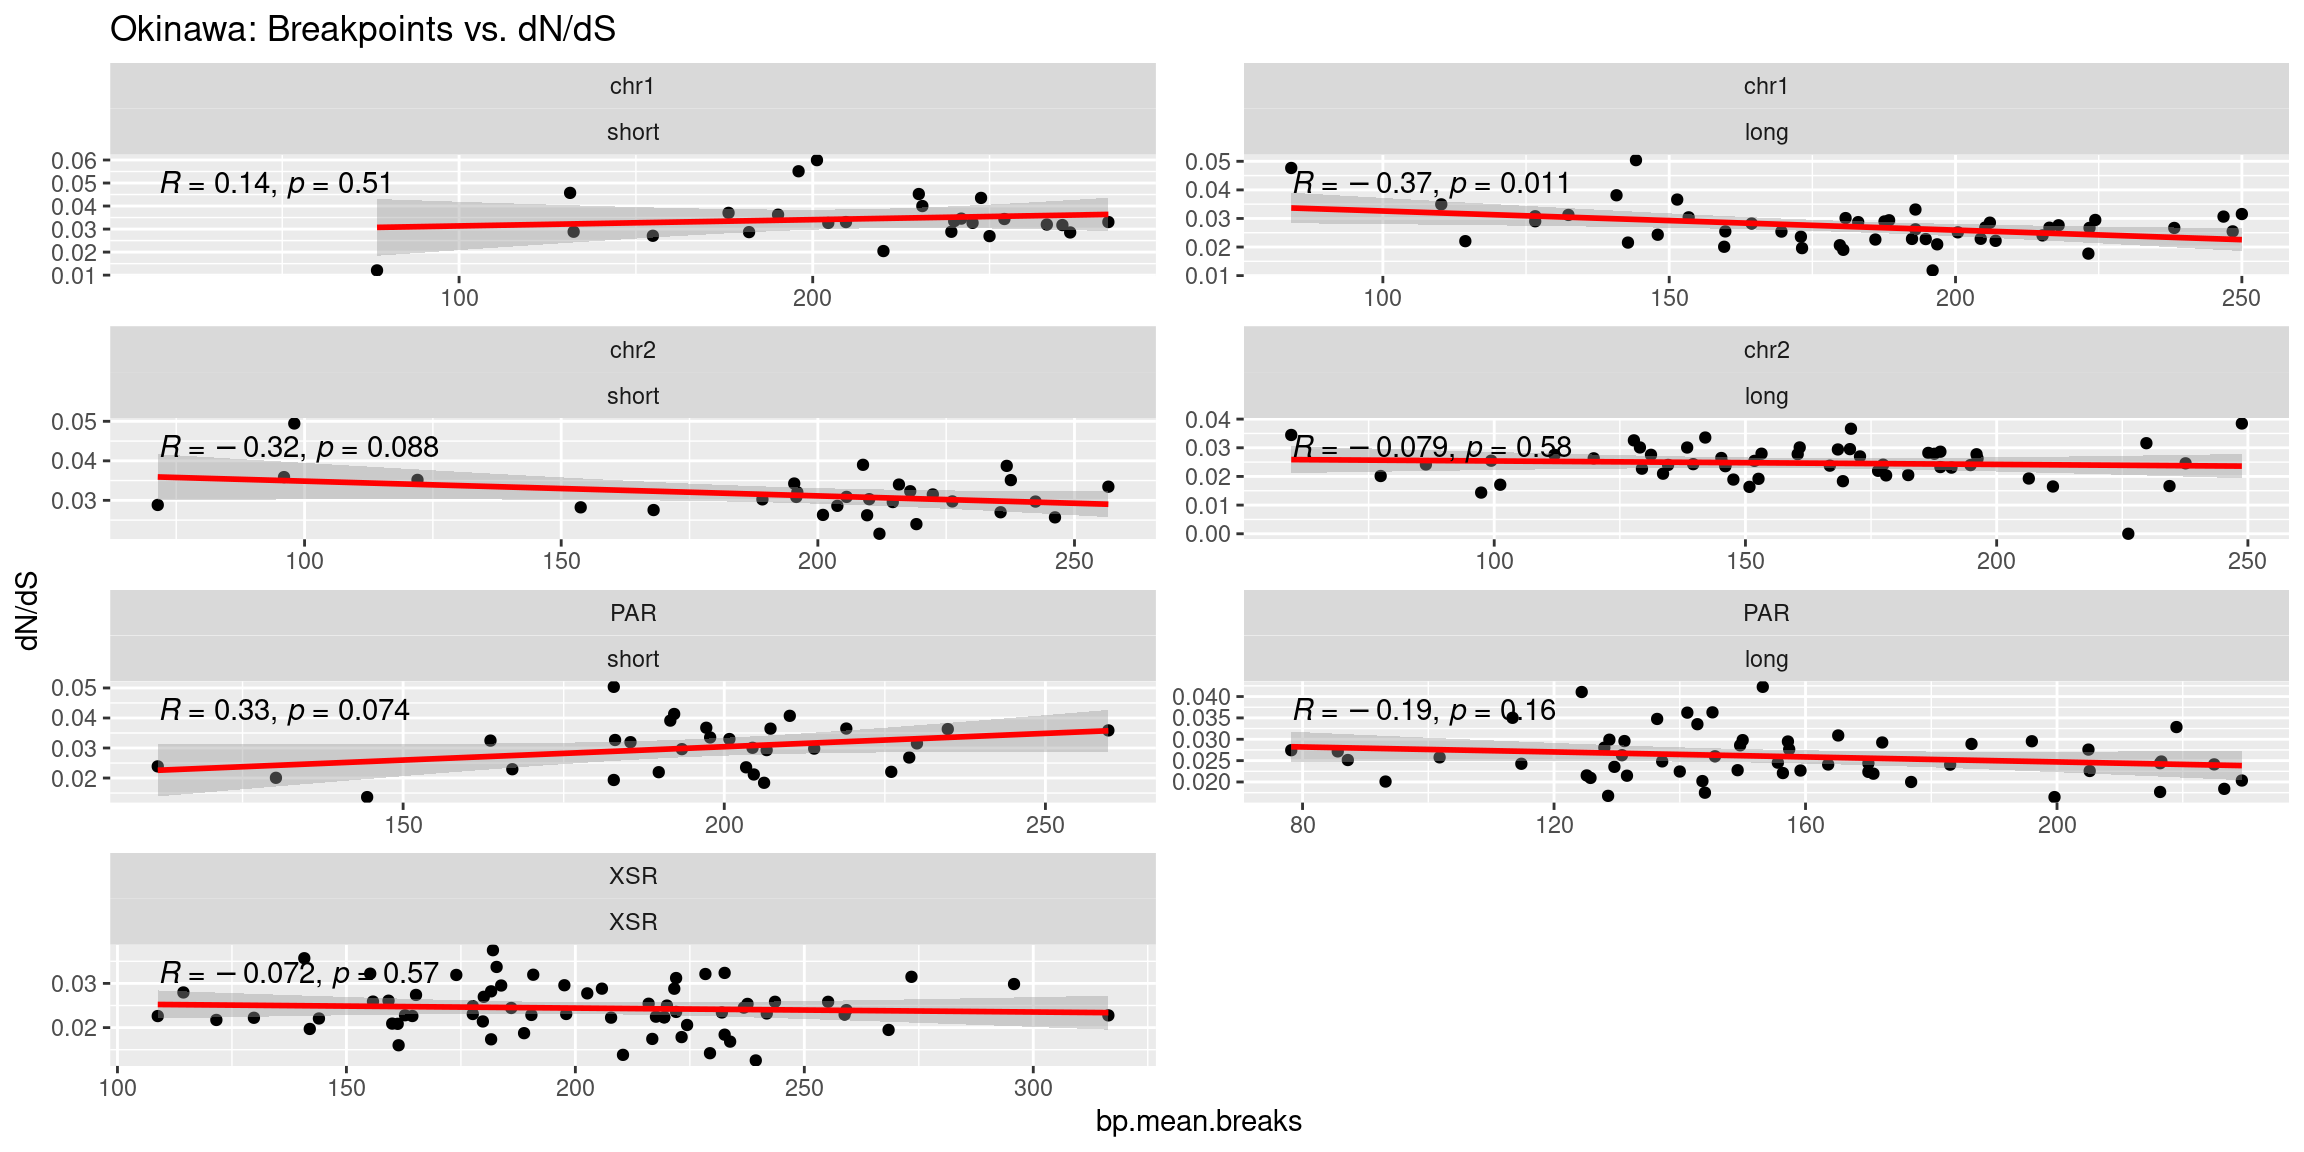 Okinawa: Breakpoints vs. dN/dS
chr1
short
0.06
0.05
0.04
0.03
0.02
0.01
R = 0.14, p = 0.51
100 200
chr1
long
0.05
0.04
0.03
0.02
0.01
R = −0.37, p = 0.011
100 150 200 250
chr2
short
0.05
0.04
0.03
R = −0.32, p = 0.088
100 150 200 250
chr2
long
0.04
0.03
0.02
0.01
0.00
R = −0.079, p = 0.58
100 150 200 250
PAR
short
0.05
0.04
0.03
0.02
R = 0.33, p = 0.074
150 200 250
PAR
long
0.040
0.035
0.030
0.025
0.020
R = −0.19, p = 0.16
80 120 160 200
XSR
XSR
0.03
0.02
R = −0.072, p = 0.57
100 150 200 250 300
dN/dS
bp.mean.breaks